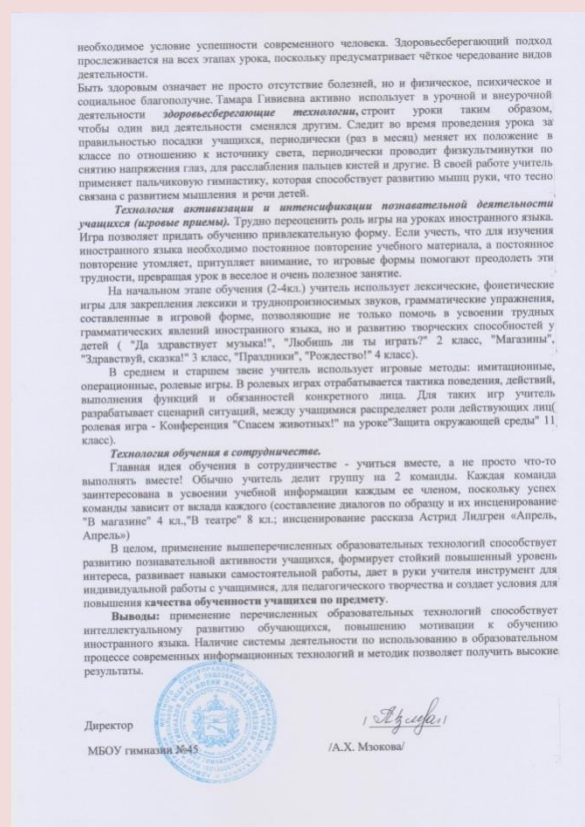 необходимое условие успешности современного человека. Здоровьесберегающий подход
прослеживается на всех этапах урока, поскольку предусматривает чёткое чередование видов
деятельности.
Быть здоровым означает не просто отсутствие болезней, но и физическое, психическое и
социальное благополучие. Тамара Гивиевна активно использует в урочной и внеурочной
деятельности здоровьесберегающие технологии, строит уроки таким образом,
чтобы один вид деятельности сменялся другим. Следит во время проведения урока за
правильностью посадки учащихся, периодически (раз в месяц) меняет их положение в
классе по отношению к источнику света, периодически проводит физкультминутки по
снятию напряжения глаз, для расслабления пальцев кистей и другие. В своей работе учитель
применяет пальчиковую гимнастику, которая способствует развитию мышц руки, что тесно
связана с развитием мышления и речи детей.
Технология активизации и интенсификации познавательной деятельности
учащихся (игровые приемы). Трудно переоценить роль игры на уроках иностранного языка.
Игра позволяет придать обучению привлекательную форму. Если учесть, что для изучения
иностранного языка необходимо постоянное повторение учебного материала, а постоянное
повторение утомляет, притупляет внимание, то игровые формы помогают преодолеть эти
трудности, превращая урок в веселое и очень полезное занятие.
На начальном этапе обучения (2-4кл.) учитель использует лексические, фонетические
игры для закрепления лексики и труднопроизносимых звуков, грамматические упражнения,
составленные в игровой форме, позволяющие не только помочь в усвоении трудных
грамматических явлений иностранного языка, но и развитию творческих способностей у
детей ( "Да здравствует музыка!", "Любишь ли ты играть?" 2 класс, "Магазины",
"Здравствуй, сказка!" 3 класс, "Праздники", "Рождество!" 4 класс).
В среднем и старшем звене учитель использует игровые методы: имитационные,
операционные, ролевые игры. В ролевых играх отрабатывается тактика поведения, действий,
выполнения функций и обязанностей конкретного лица. Для таких игр учитель
разрабатывает сценарий ситуаций, между учащимися распределяет роли действующих лиц(
ролевая игра - Конференция "Спасем животных!" на уроке"Защита окружающей среды" 11
класс).
Технология обучения в сотрудничестве.
Главная идея обучения в сотрудничестве - учиться вместе, а не просто что-то
выполнять вместе! Обычно учитель делит группу на 2 команды. Каждая команда
заинтересована в усвоении учебной информации каждым ее членом, поскольку успех
команды зависит от вклада каждого (составление диалогов по образцу и их инсценирование
"В магазине" 4 кл.,"В театре" 8 кл.; инсценирование рассказа Астрид Лидгрен «Апрель,
Апрель»)
В целом, применение вышеперечисленных образовательных технологий способствует
развитию познавательной активности учащихся, формирует стойкий повышенный уровень
интереса, развивает навыки самостоятельной работы, дает в руки учителя инструмент для
индивидуальной работы с учащимися, для педагогического творчества и создает условия для
повышения качества обученности учащихся по предмету.
Выводы: применение перечисленных образовательных технологий способствует
интеллектуальному развитию обучающихся, повышению мотивации к обучению
иностранного языка. Наличие системы деятельности по использованию в образовательном
процессе современных информационных технологий и методик позволяет получить высокие
результаты.
Директор
МБОУ гимназии №45
/А.Х. Мзокова/